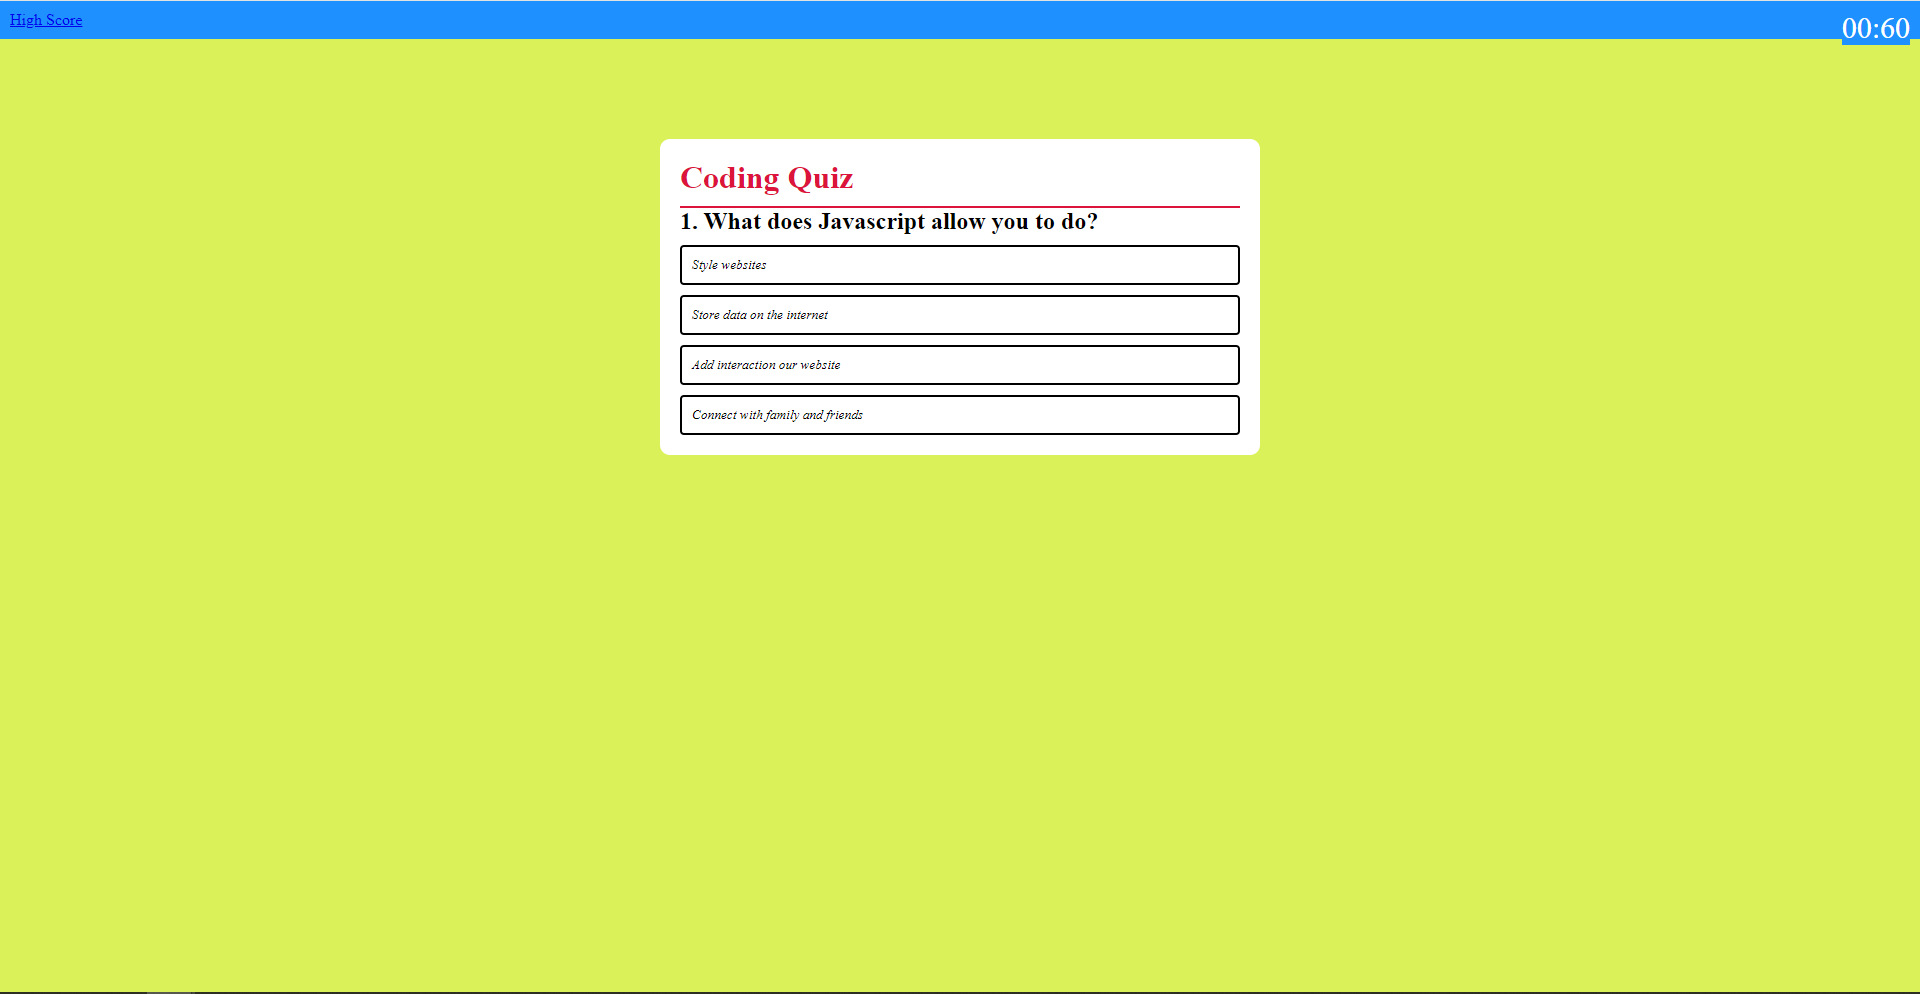 High Score
00:60
Coding Quiz
1. What does Javascript allow you to do?
Style websites
Store data on the internet
Add interaction our website
Connect with family and friends